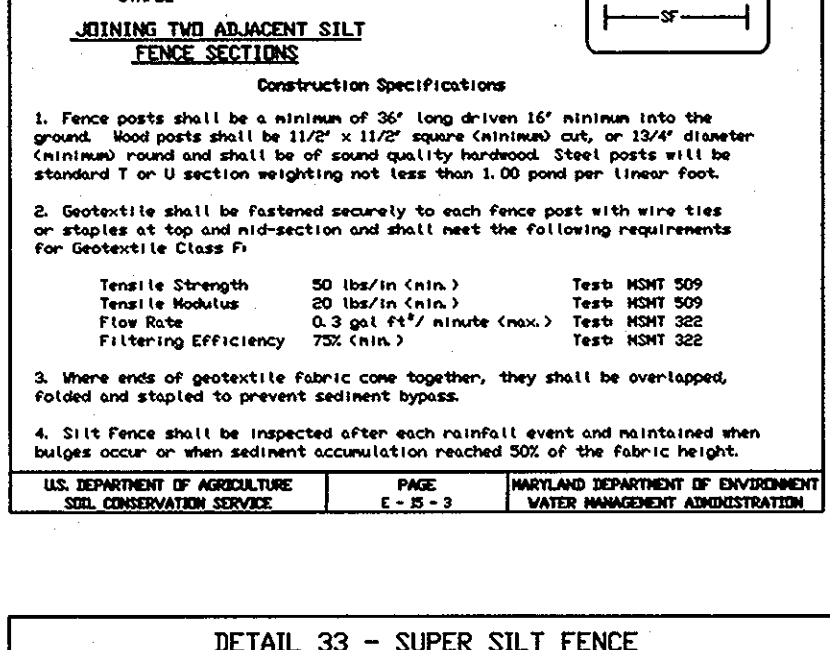 SF
JOINING TWO ADJACENT SILT
FENCE SECTIONS
Construction Specifications
1. Fence posts shall be a minimum of 36" long driven 16" minimum into the
ground. Wood posts shall be 11/2" x 11/2" square (minimum) cut, or 13/4" diameter
(minimum) round and shall be of sound quality hardwood. Steel posts will be
standard T or U section weighting not less than 1.00 pond per linear foot.
2. Geotextile shall be fastened securely to each fence post with wire ties
or staples at top and mid-section and shall meet the following requirements
for Geotextile Class F:
Tensile Strength 50 lbs/in (min.) Test: MSMT 509
Tensile Modulus 20 lbs/in (min.) Test: MSMT 509
Flow Rate 0.3 gal ft²/ minute (max.) Test: MSMT 322
Filtering Efficiency 75% (min.) Test: MSMT 322
3. Where ends of geotextile fabric come together, they shall be overlapped,
folded and stapled to prevent sediment bypass.
4. Silt Fence shall be inspected after each rainfall event and maintained when
bulges occur or when sediment accumulation reached 50% of the fabric height.
U.S. DEPARTMENT OF AGRICULTURE PAGE MARYLAND DEPARTMENT OF ENVIRONMENT
SOIL CONSERVATION SERVICE E - 15 - 3 WATER MANAGEMENT ADMINISTRATION
DETAIL 33 - SUPER SILT FENCE